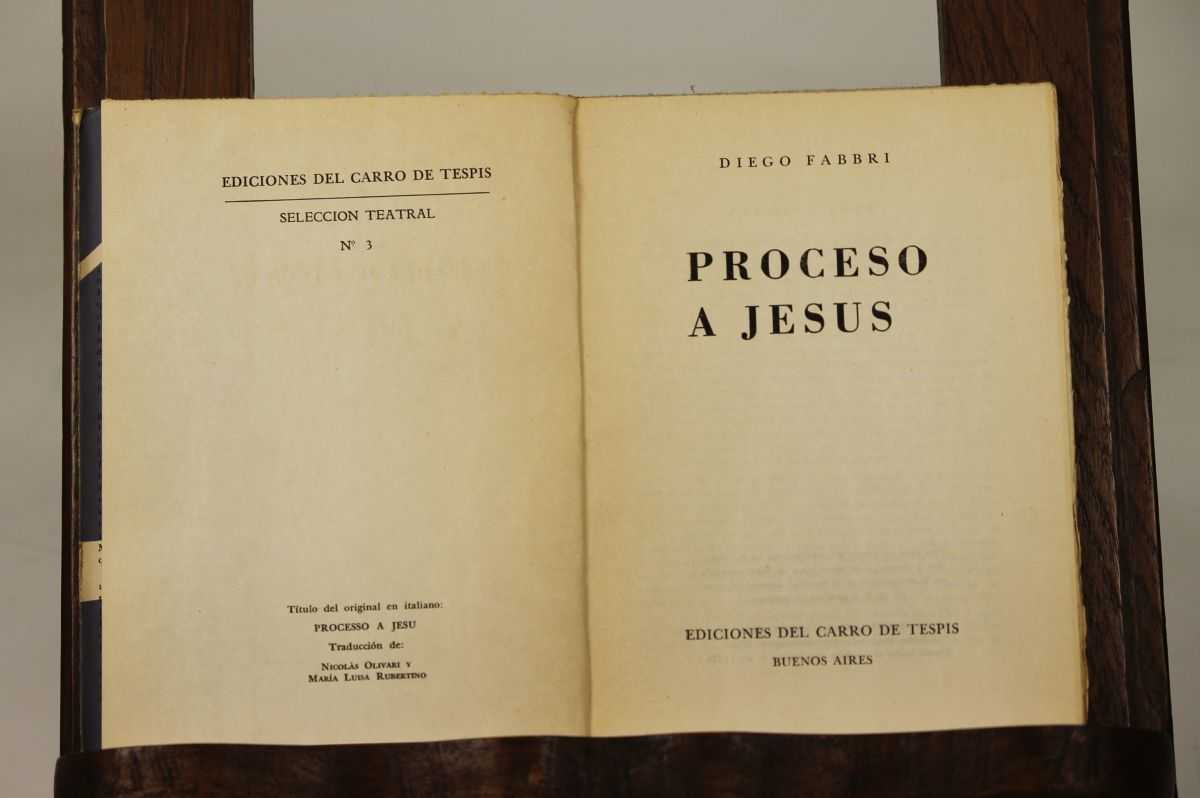 EDICIONES DEL CARRO DE TESPIS
SELECCION TEATRAL
Nº 3
Título del original en italiano:
PROCESSO A JESU
Traducción de:
NICOLÁS OLIVARI Y
MARÍA LUISA RUBERTINO
DIEGO FABBRI
PROCESO
A JESUS
EDICIONES DEL CARRO DE TESPIS
BUENOS AIRES